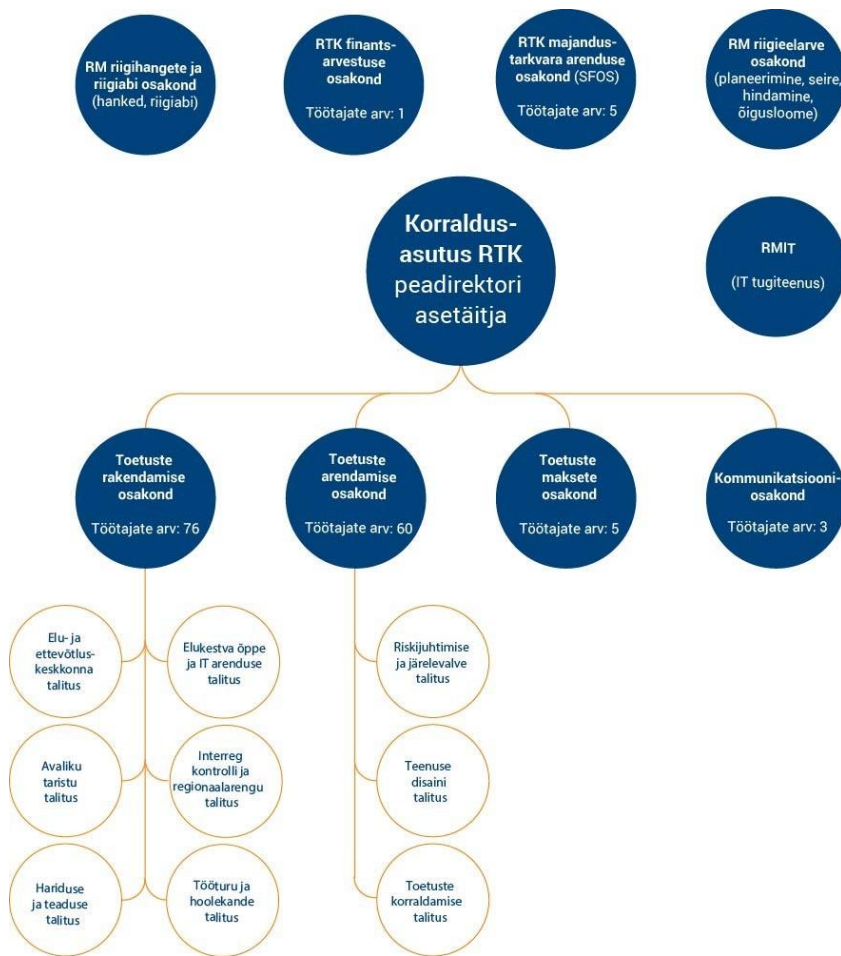 RM riigihangete ja
riigiabi osakond
(hanked, riigiabi)
RTK finants-
arvestuse
osakond
Töötajate arv: 1
RTK majandus-
tarkvara arenduse
osakond (SFOS)
Töötajate arv: 5
RM riigieelarve
osakond
(planeerimine, seire,
hindamine,
õigusloome)
Korraldus-
asutus RTK
peadirektori
asetäitja
RMIT
(IT tugiteenus)
Toetuste
rakendamise
osakond
Töötajate arv: 76
Toetuste
arendamise
osakond
Töötajate arv: 60
Toetuste
maksete
osakond
Töötajate arv: 5
Kommunikatsiooni-
osakond
Töötajate arv: 3
Elu- ja
ettevõtlus-
keskkonna
talitus
Elukestva õppe
ja IT arenduse
talitus
Riskijuhtimise
ja järelevalve
talitus
Avaliku
taristu
talitus
Interreg
kontrolli ja
regionaalarengu
talitus
Teenuse
disaini
talitus
Hariduse
ja teaduse
talitus
Tööturu ja
hoolekande
talitus
Toetuste
korraldamise
talitus